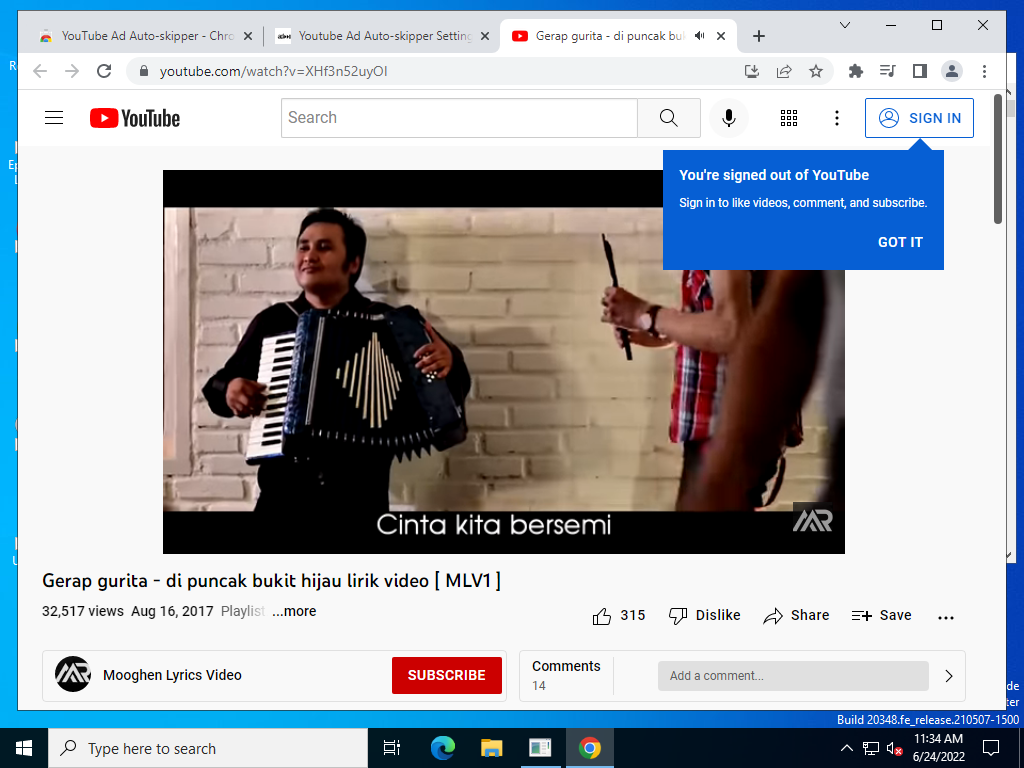 YouTube Ad Auto-skipper - Chro
Youtube Ad Auto-skipper Setting
Gerap gurita - di puncak bu
youtube.com/watch?v=XHf3n52uyOI
YouTube
Search
SIGN IN
You're signed out of YouTube
Sign in to like videos, comment, and subscribe.
GOT IT
Cinta kita bersemi
MR
Gerap gurita - di puncak bukit hijau lirik video [ MLV1 ]
32,517 views Aug 16, 2017 Playlist ...more
315 Dislike Share Save
Mooghen Lyrics Video
SUBSCRIBE
Comments
14
Add a comment...
Build 20348.fe_release.210507-1500
Type here to search
11:34 AM
6/24/2022